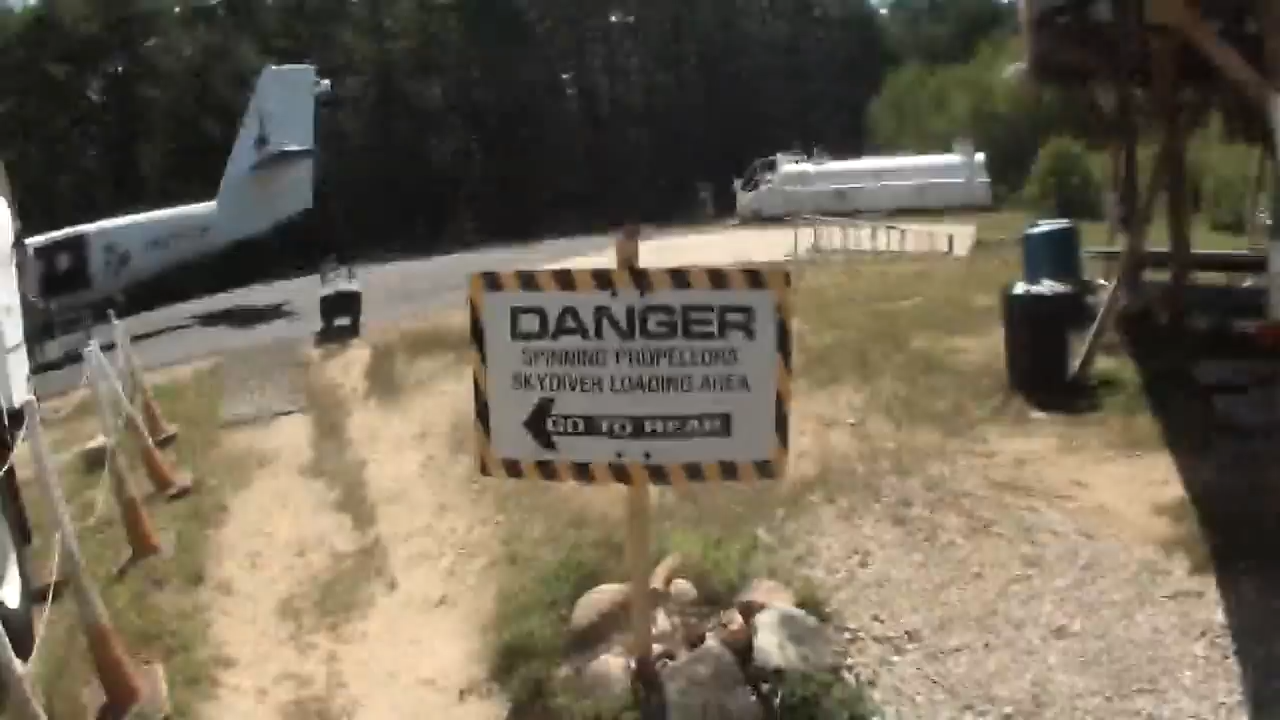 DANGER
SPINNING PROPELLORS
SKYDIVER LOADING AREA
GO TO REAR